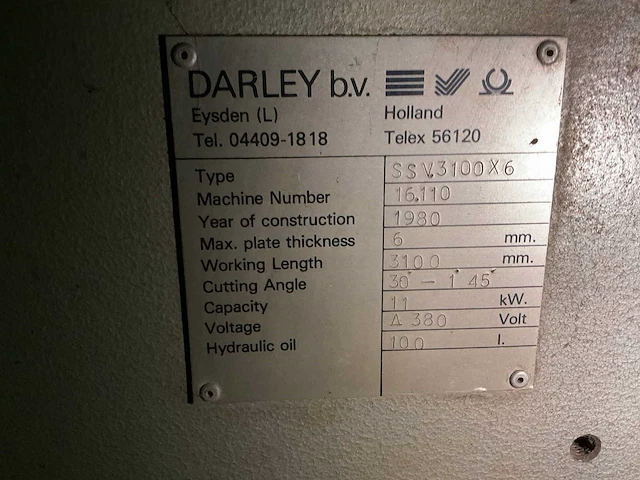 DARLEY b.v.
Eysden (L) Holland
Tel. 04409-1818 Telex 56120
Type SSV.3100X6
Machine Number 16.110
Year of construction 1980
Max. plate thickness 6 mm.
Working Length 3100 mm.
Cutting Angle 30' — 1° 45'
Capacity 11 kW.
Voltage Δ 380 Volt
Hydraulic oil 100 l.